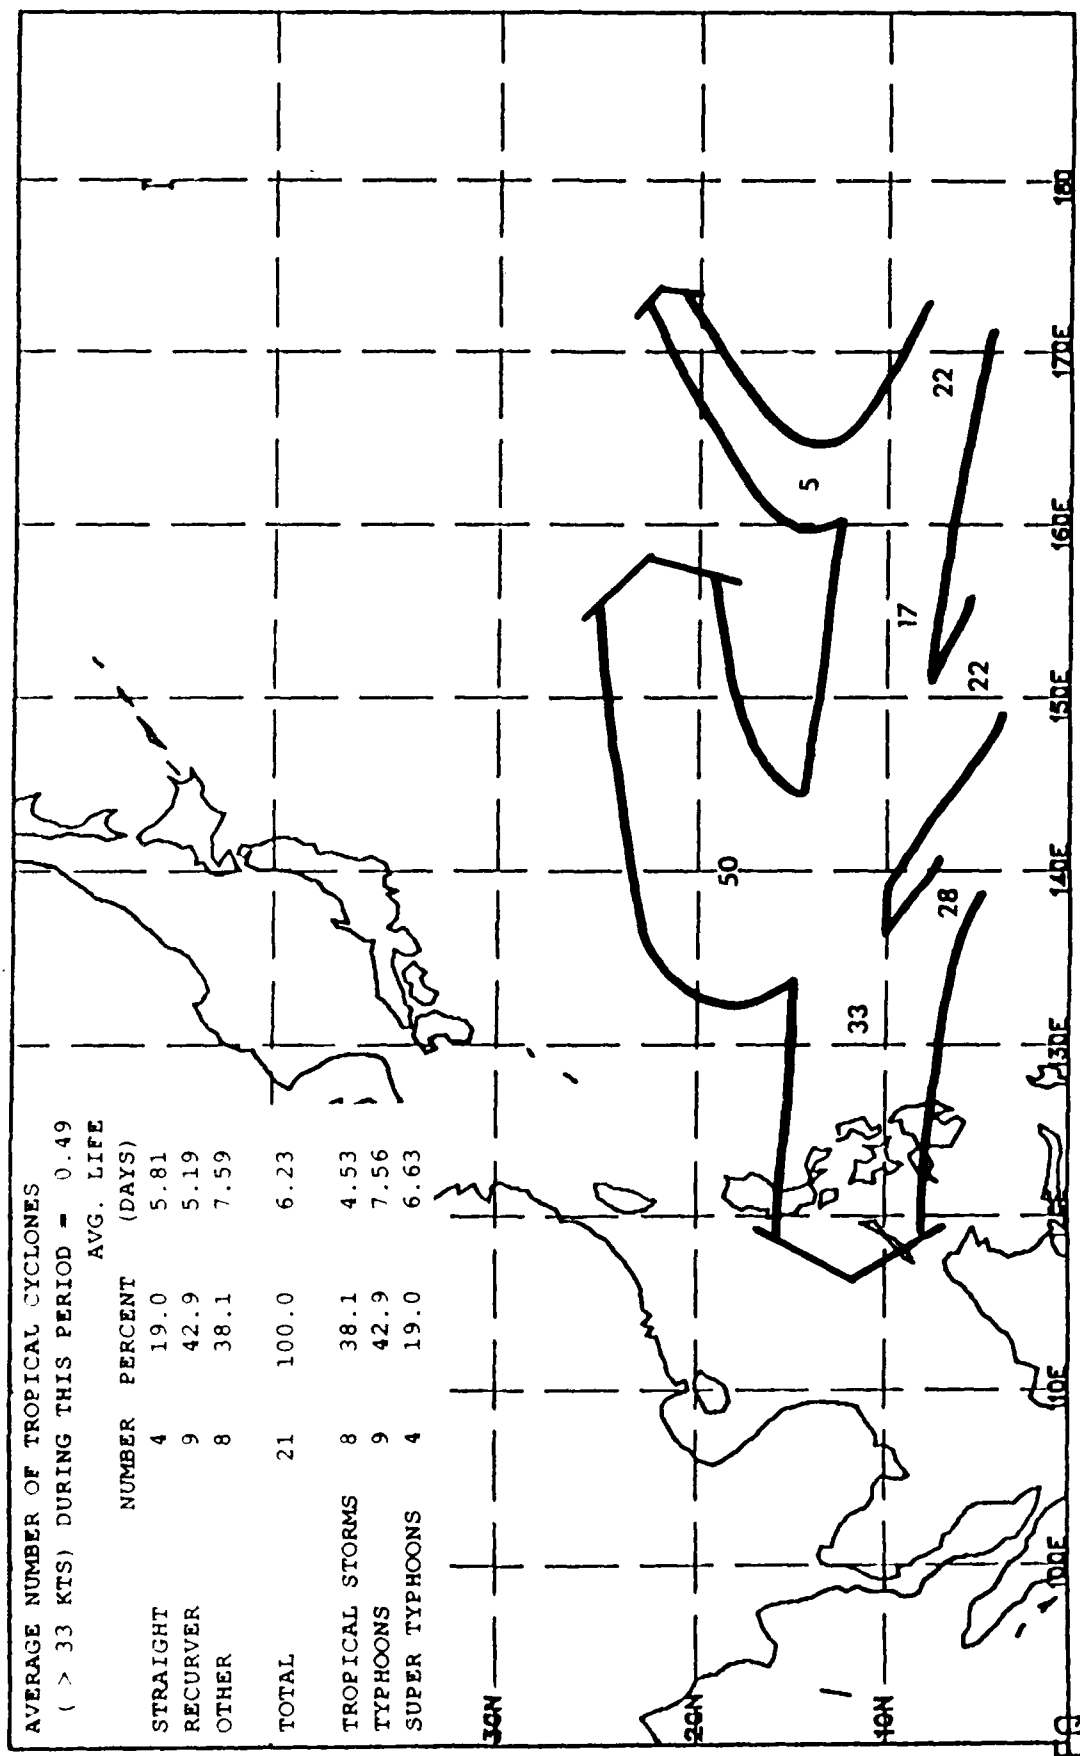 AVERAGE NUMBER OF TROPICAL CYCLONES
( > 33 KTS) DURING THIS PERIOD = 0.49
AVG. LIFE
NUMBER PERCENT (DAYS)
STRAIGHT 4 19.0 5.81
RECURVER 9 42.9 5.19
OTHER 8 38.1 7.59
TOTAL 21 100.0 6.23
TROPICAL STORMS 8 38.1 4.53
TYPHOONS 9 42.9 7.56
SUPER TYPHOONS 4 19.0 6.63
30N
20N
50
5
10N
33
28
17
22
22
100E
110E
120E
130E
140E
150E
160E
170E
180